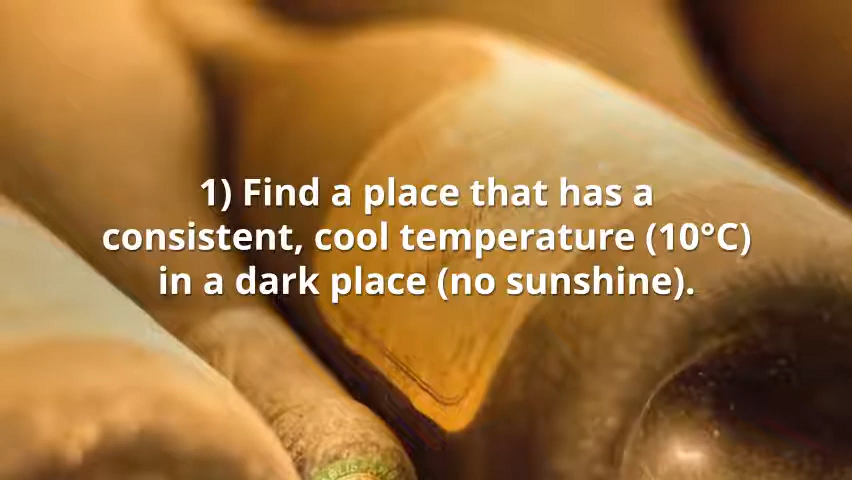 1) Find a place that has a
consistent, cool temperature (10°C)
in a dark place (no sunshine).